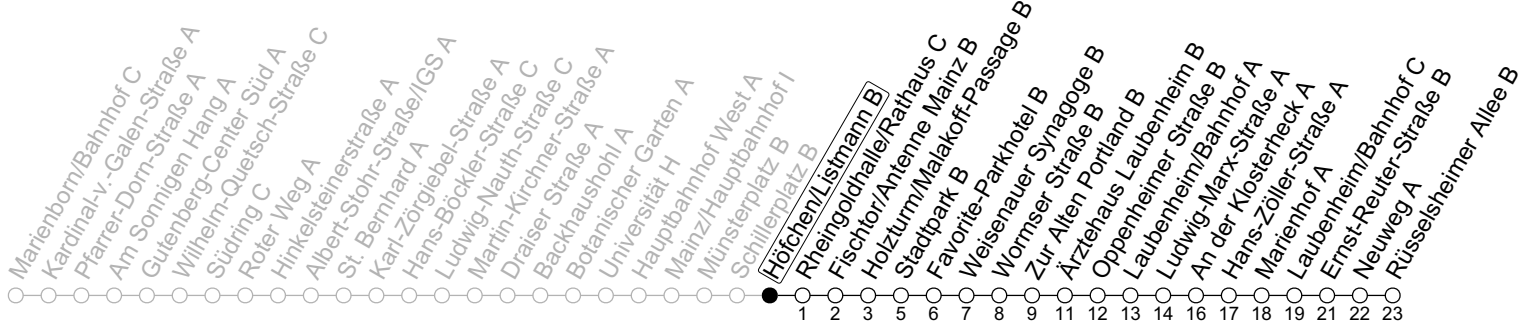 Marienborn/Bahnhof C
Kardinal-v.-Galen-Straße A
Pfarrer-Dorn-Straße A
Am Sonnigen Hang A
Gutenberg-Center Süd A
Wilhelm-Quetsch-Straße C
Südring C
Roter Weg A
Hinkelsteinerstraße A
Albert-Stohr-Straße/IGS A
St. Bernhard A
Karl-Zörgiebel-Straße A
Hans-Böckler-Straße C
Ludwig-Nauth-Straße C
Martin-Kirchner-Straße A
Draiser Straße A
Backhaushohl A
Botanischer Garten A
Universität H
Hauptbahnhof West A
Mainz/Hauptbahnhof I
Münsterplatz B
Schillerplatz B
Höfchen/Listmann B
Rheingoldhalle/Rathaus C
Fischtor/Antenne Mainz B
Holzturm/Malakoff-Passage B
Stadtpark B
Favorite-Parkhotel B
Weisenauer Synagoge B
Wormser Straße B
Zur Alten Portland B
Ärztehaus Laubenheim B
Oppenheimer Straße B
Laubenheim/Bahnhof A
Ludwig-Marx-Straße A
An der Klosterheck A
Hans-Zöller-Straße A
Marienhof A
Laubenheim/Bahnhof C
Ernst-Reuter-Straße B
Neuweg A
Rüsselsheimer Allee B
1 2 3 5 6 7 8 9 11 12 13 14 16 17 18 19 21 22 23